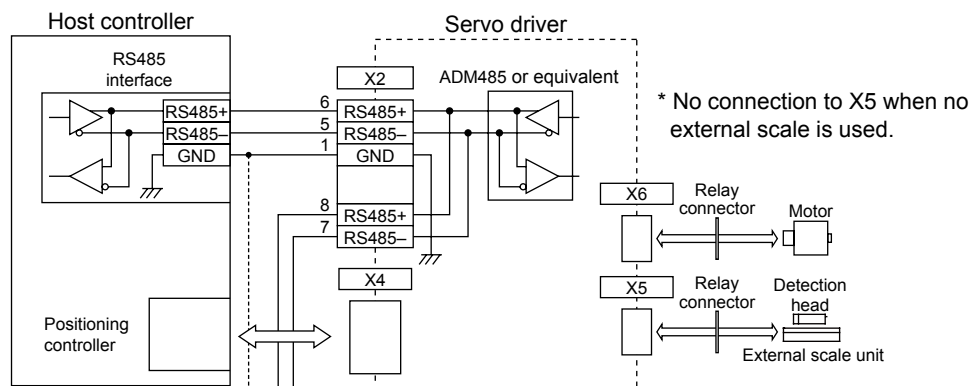 Host controller
Servo driver
RS485
interface
X2
ADM485 or equivalent
RS485+
6
RS485+
RS485–
5
RS485–
GND
1
GND
8
RS485+
7
RS485–
* No connection to X5 when no
external scale is used.
X6
Relay
connector
Motor
X4
X5
Relay
connector
Detection
head
Positioning
controller
External scale unit